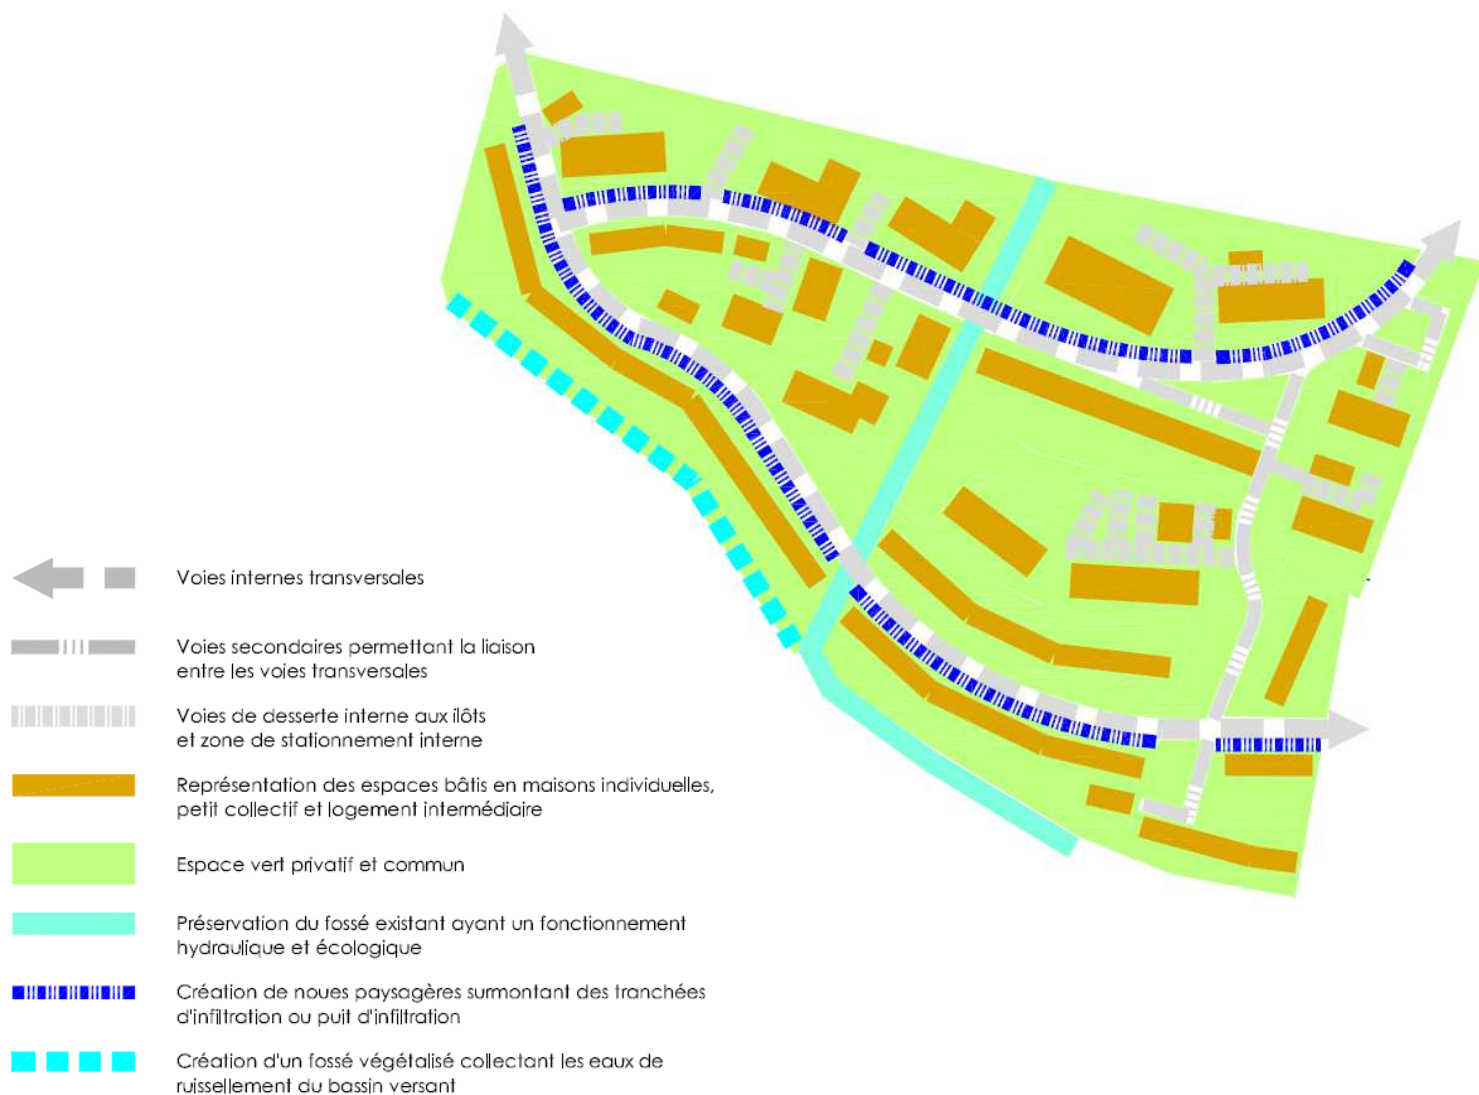 Voies internes transversales
Voies secondaires permettant la liaison
entre les voies transversales
Voies de desserte interne aux ilôts
et zone de stationnement interne
Représentation des espaces bâtis en maisons individuelles,
petit collectif et logement intermédiaire
Espace vert privatif et commun
Préservation du fossé existant ayant un fonctionnement
hydraulique et écologique
Création de noues paysagères surmontant des tranchées
d'infiltration ou puit d'infiltration
Création d'un fossé végétalisé collectant les eaux de
ruissellement du bassin versant